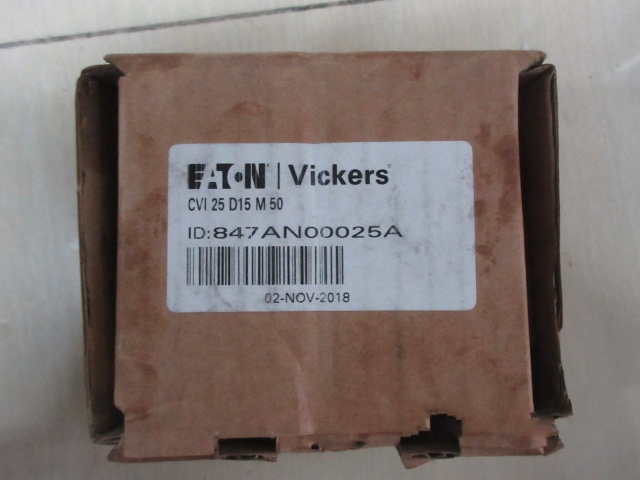 EATON | Vickers
CVI 25 D15 M 50
ID:847AN00025A
02-NOV-2018